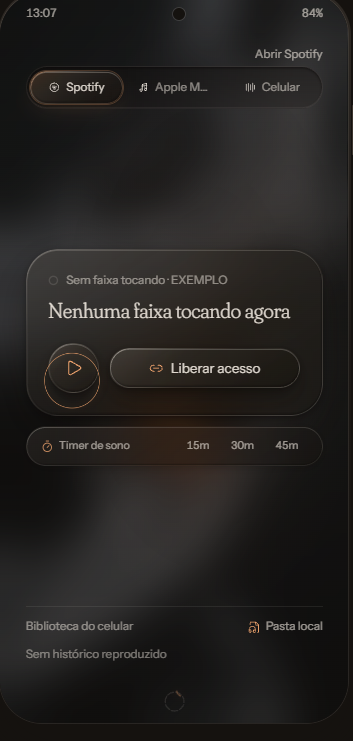 13:07 84%
Abrir Spotify
Spotify Apple M... Celular
Sem faixa tocando · EXEMPLO
Nenhuma faixa tocando agora
Liberar acesso
Timer de sono 15m 30m 45m
Biblioteca do celular Pasta local
Sem histórico reproduzido